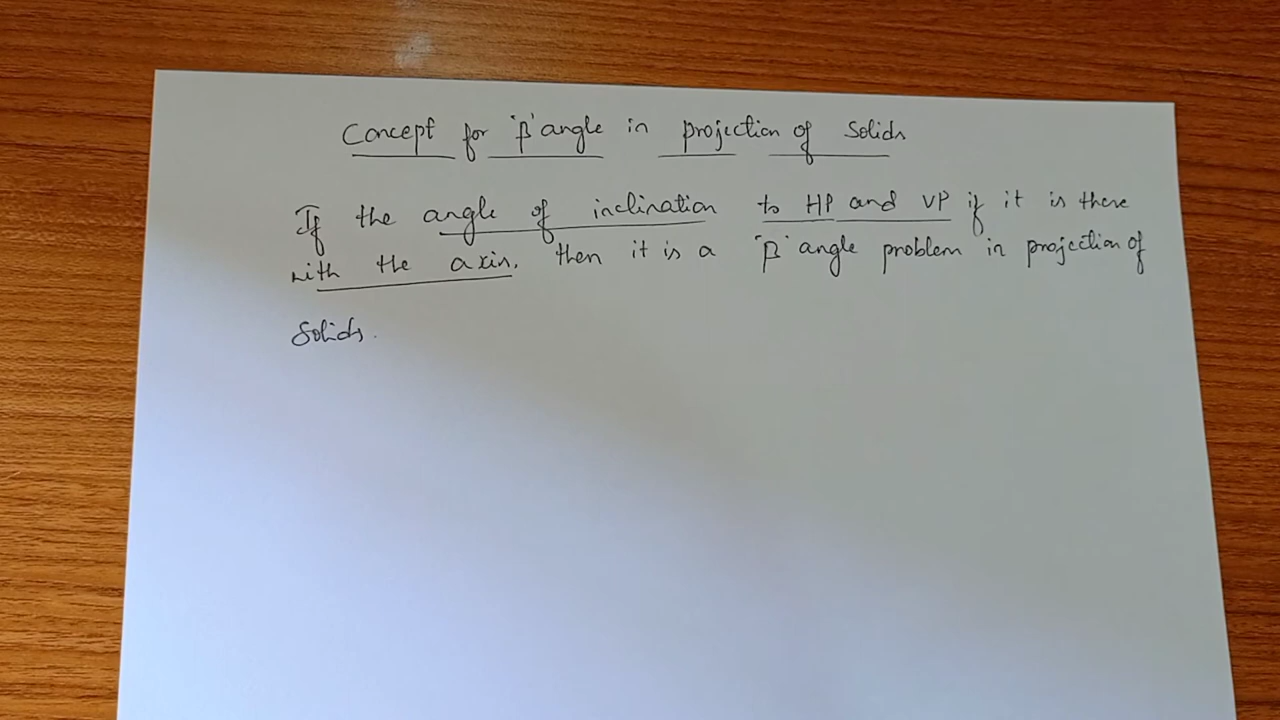 Concept for 'β' angle in projection of Solids
If the angle of inclination to HP and VP if it is there
with the axis, then it is a 'β' angle problem in projection of
Solids.